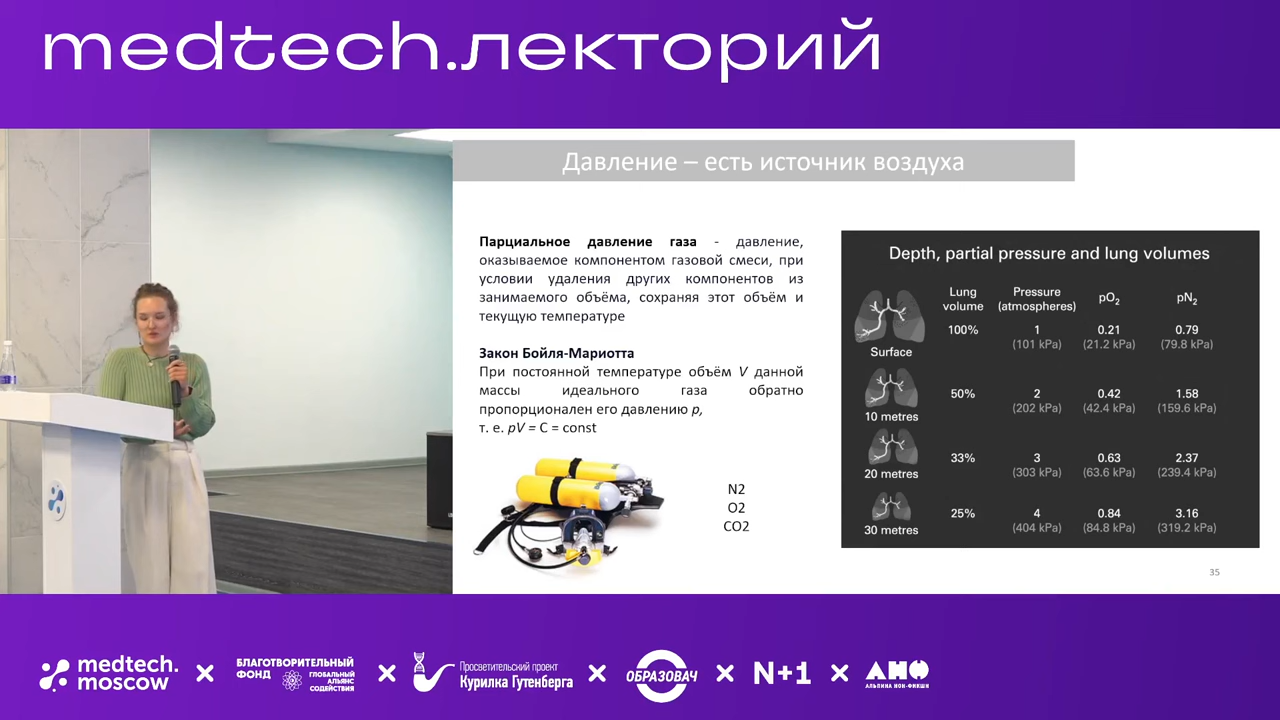 medtech.лекторий
Давление – есть источник воздуха
Парциальное давление газа - давление,
оказываемое компонентом газовой смеси, при
условии удаления других компонентов из
занимаемого объёма, сохраняя этот объём и
текущую температуре
Закон Бойля-Мариотта
При постоянной температуре объём V данной
массы идеального газа обратно
пропорционален его давлению p,
т. е. pV = C = const
N2
O2
CO2
Depth, partial pressure and lung volumes
Lung volume Pressure (atmospheres) pO2 pN2
Surface 100% 1 (101 kPa) 0.21 (21.2 kPa) 0.79 (79.8 kPa)
10 metres 50% 2 (202 kPa) 0.42 (42.4 kPa) 1.58 (159.6 kPa)
20 metres 33% 3 (303 kPa) 0.63 (63.6 kPa) 2.37 (239.4 kPa)
30 metres 25% 4 (404 kPa) 0.84 (84.8 kPa) 3.16 (319.2 kPa)
35
medtech.
moscow
×
БЛАГОТВОРИТЕЛЬНЫЙ
ФОНД
ГЛОБАЛЬНЫЙ
АЛЬЯНС
СОДЕЙСТВИЯ
×
Просветительский проект
Курилка Гутенберга
×
ОБРАЗОВАЧ
×
N+1
×
АНФ
АЛЬПИНА НОН-ФИКШН